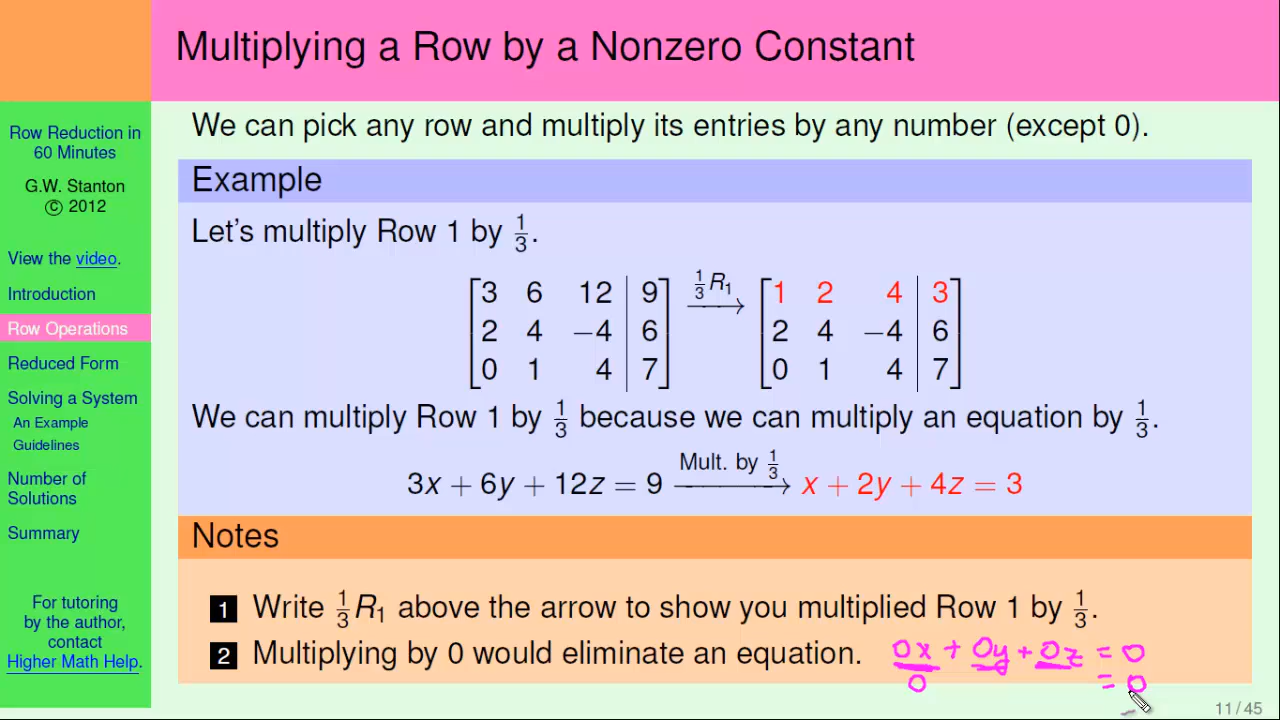 Multiplying a Row by a Nonzero Constant
Row Reduction in
60 Minutes
G.W. Stanton
© 2012
View the video.
Introduction
Row Operations
Reduced Form
Solving a System
An Example
Guidelines
Number of
Solutions
Summary
For tutoring
by the author,
contact
Higher Math Help.
We can pick any row and multiply its entries by any number (except 0).
Example
Let's multiply Row 1 by 1/3.
[3 6 12 | 9] 1/3 R₁ → [1 2 4 | 3]
[2 4 −4 | 6] [2 4 −4 | 6]
[0 1 4 | 7] [0 1 4 | 7]
We can multiply Row 1 by 1/3 because we can multiply an equation by 1/3.
3x + 6y + 12z = 9 Mult. by 1/3 → x + 2y + 4z = 3
Notes
1 Write 1/3 R₁ above the arrow to show you multiplied Row 1 by 1/3.
2 Multiplying by 0 would eliminate an equation. 0x + 0y + 0z = 0
0 = 0
11 / 45